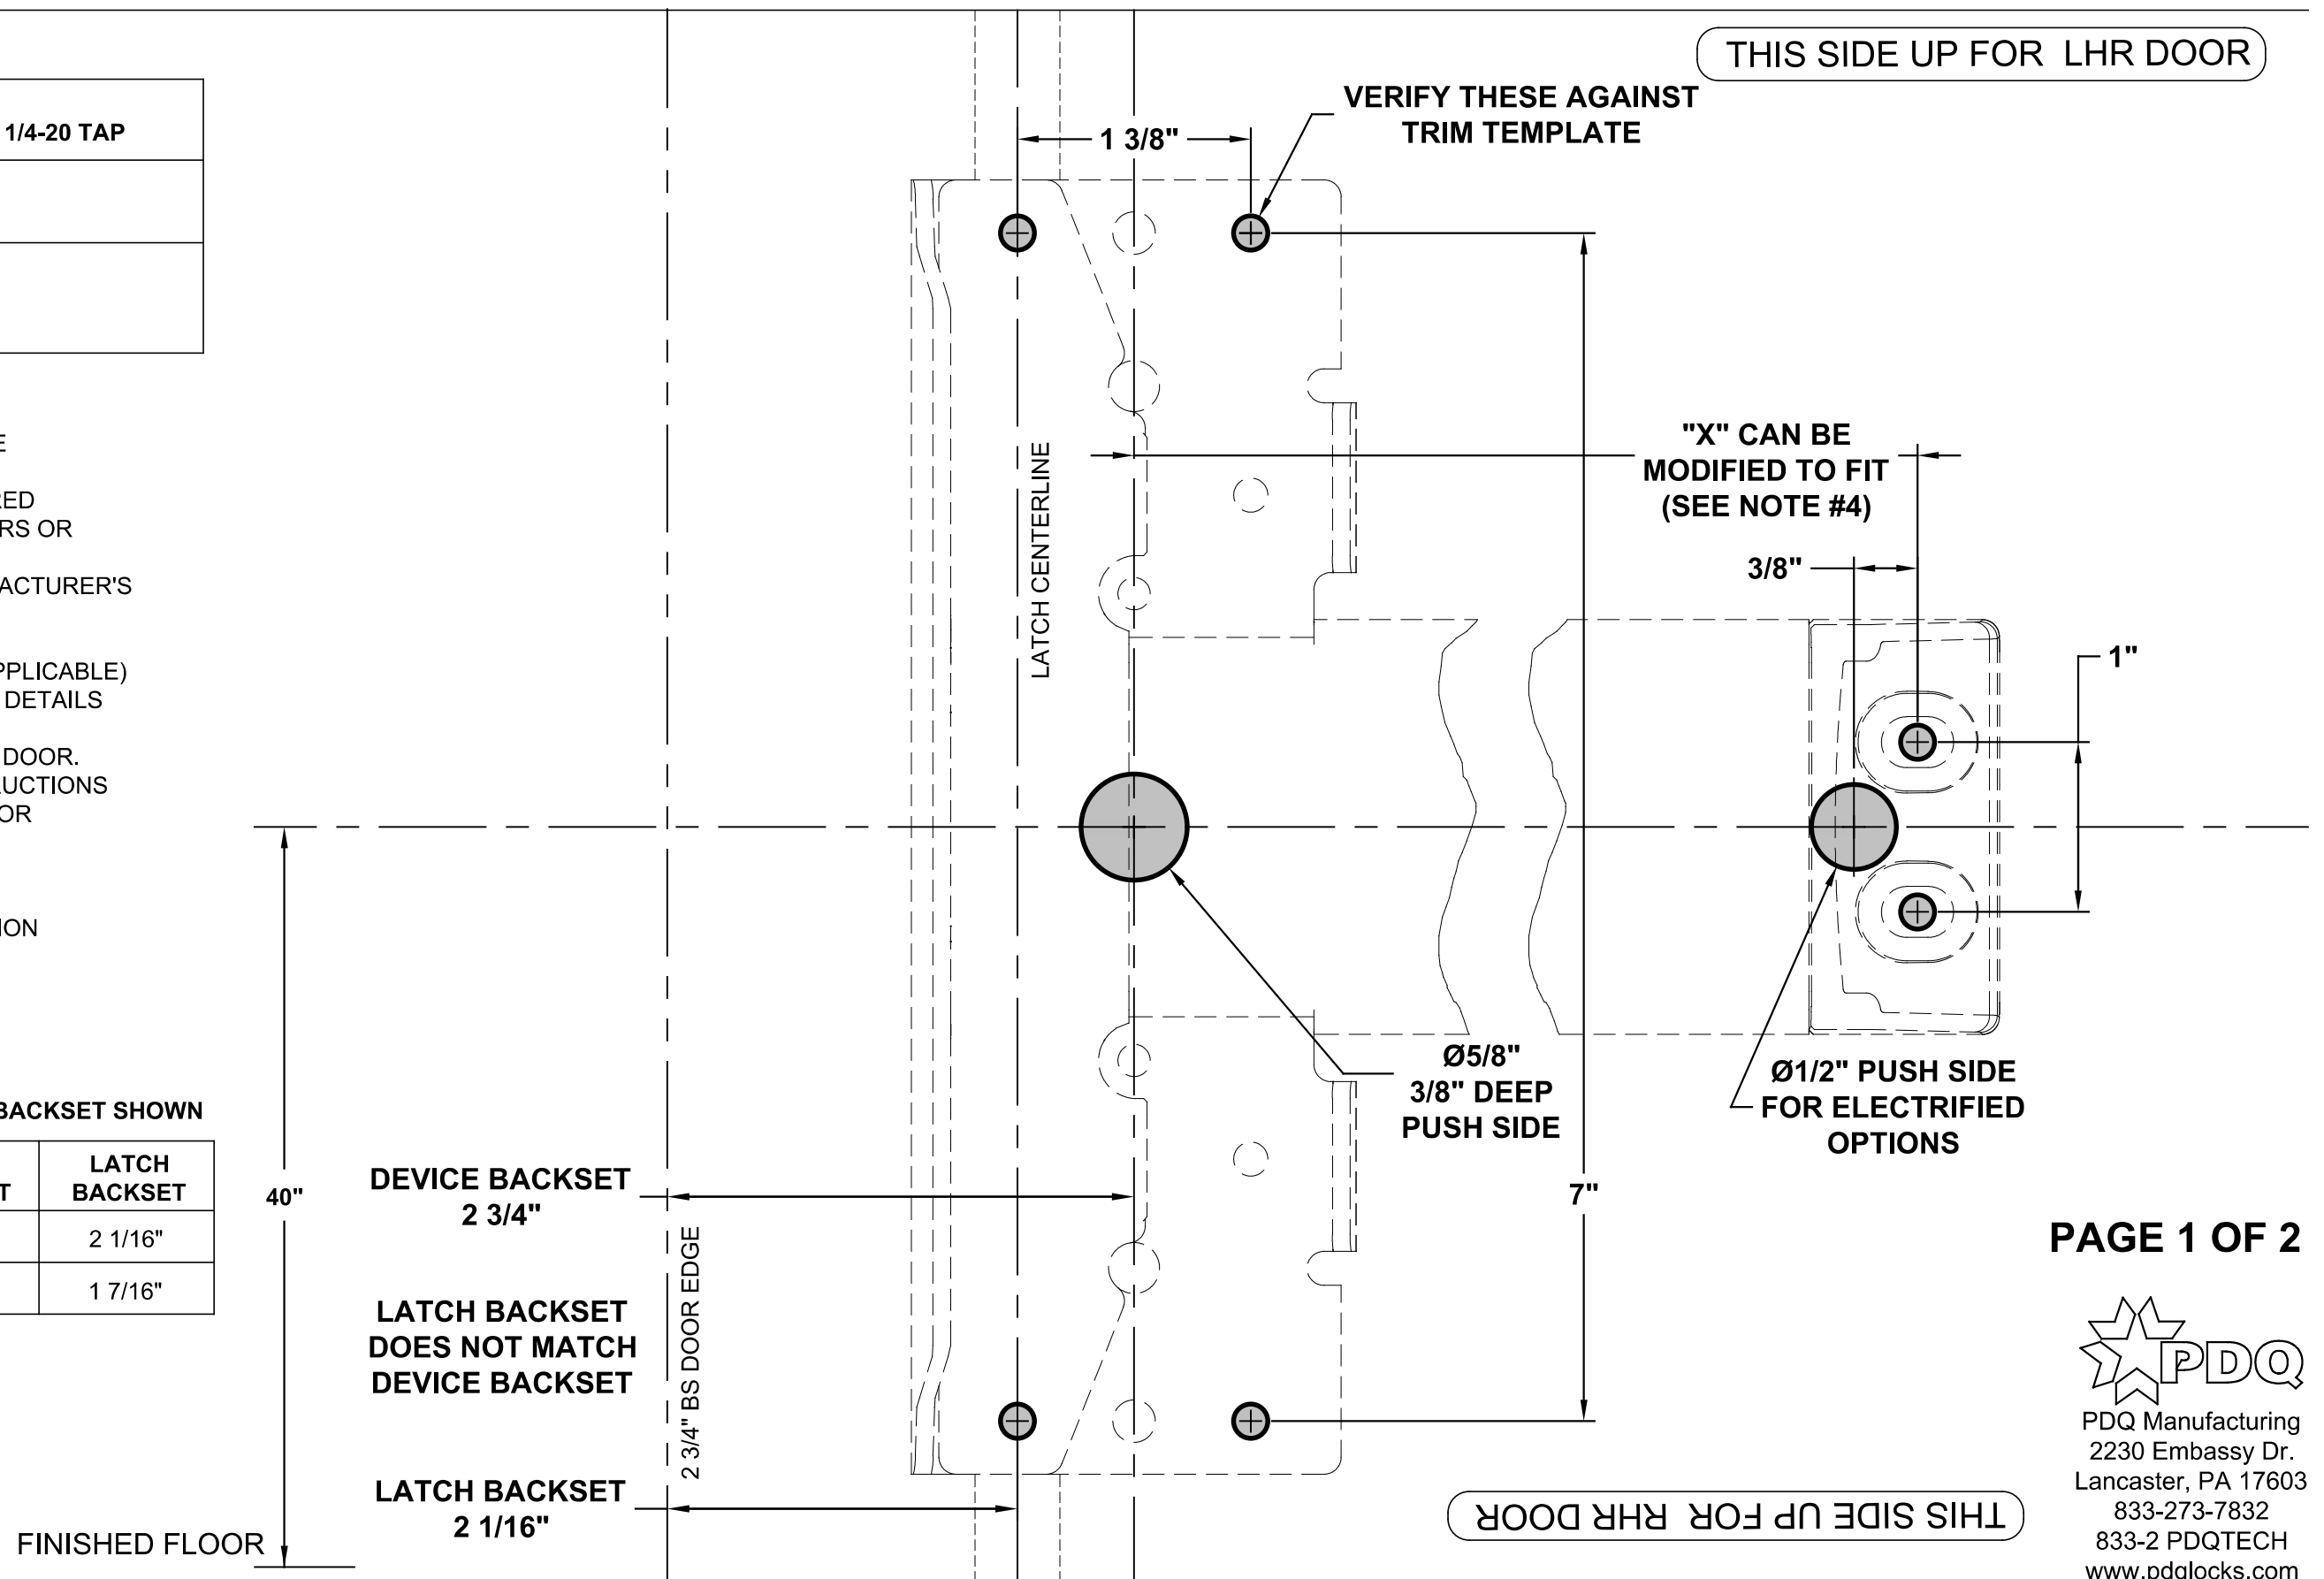 THIS SIDE UP FOR LHR DOOR
1/4-20 TAP
VERIFY THESE AGAINST
TRIM TEMPLATE
1 3/8"
"X" CAN BE
MODIFIED TO FIT
(SEE NOTE #4)
3/8"
1"
LATCH CENTERLINE
E
RED
RS OR
ACTURER'S
PPLICABLE)
DETAILS
DOOR.
UCTIONS
OR
ION
Ø5/8"
3/8" DEEP
PUSH SIDE
Ø1/2" PUSH SIDE
FOR ELECTRIFIED
OPTIONS
7"
BACKSET SHOWN
T
LATCH
BACKSET
2 1/16"
1 7/16"
40"
DEVICE BACKSET
2 3/4"
LATCH BACKSET
DOES NOT MATCH
DEVICE BACKSET
2 3/4" BS DOOR EDGE
LATCH BACKSET
2 1/16"
FINISHED FLOOR
THIS SIDE UP FOR RHR DOOR
PAGE 1 OF 2
PDQ
PDQ Manufacturing
2230 Embassy Dr.
Lancaster, PA 17603
833-273-7832
833-2 PDQTECH
www.pdqlocks.com